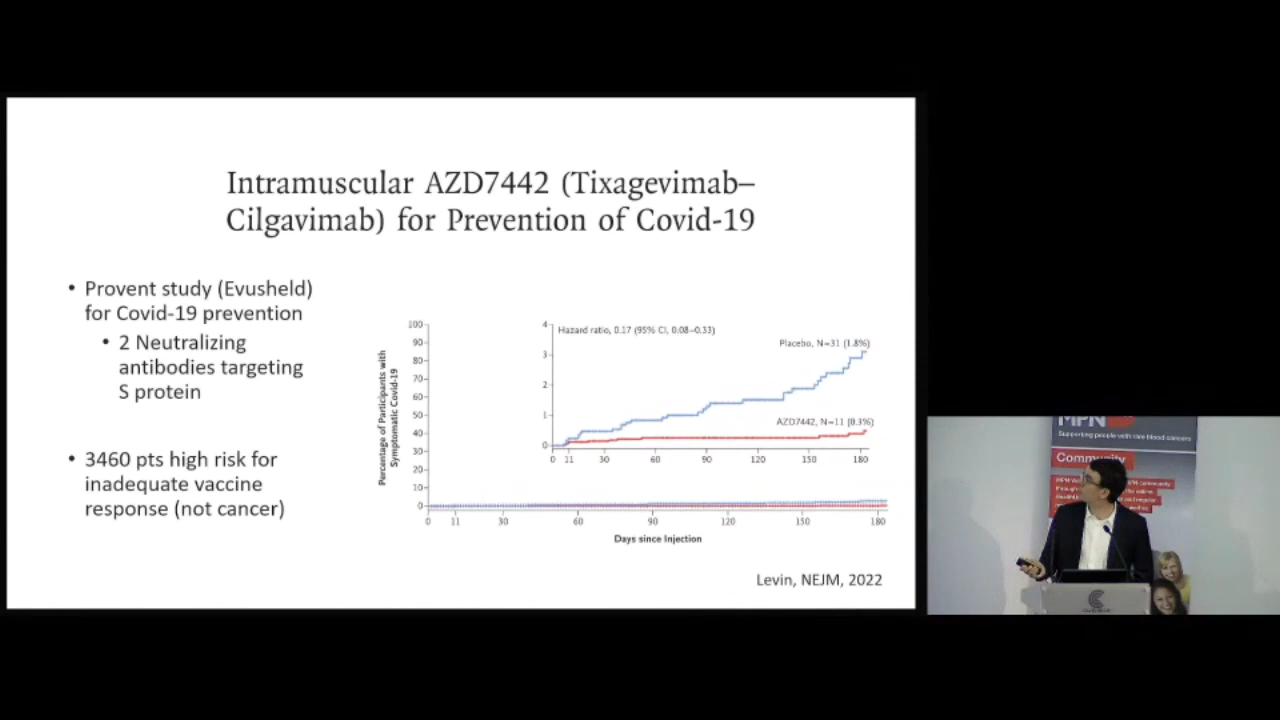 Intramuscular AZD7442 (Tixagevimab–
Cilgavimab) for Prevention of Covid-19
• Provent study (Evusheld)
for Covid-19 prevention
• 2 Neutralizing
antibodies targeting
S protein
• 3460 pts high risk for
inadequate vaccine
response (not cancer)
Percentage of Participants with
Symptomatic Covid-19
100
90
80
70
60
50
40
30
20
10
0
0 11 30 60 90 120 150 180
Days since Injection
4
3
2
1
0
0 11 30 60 90 120 150 180
Hazard ratio, 0.17 (95% CI, 0.08–0.33)
Placebo, N=31 (1.8%)
AZD7442, N=11 (0.3%)
Levin, NEJM, 2022
MPN
Supporting people with rare blood cancers
Community